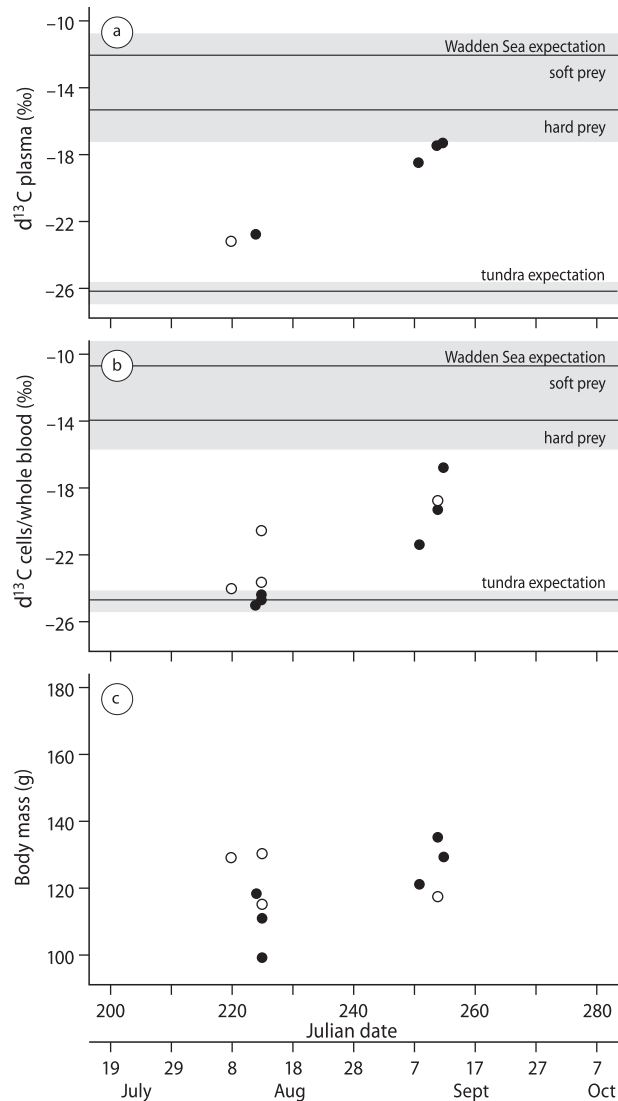 a
−10
−14
−18
−22
−26
d¹³C plasma (‰)
Wadden Sea expectation
soft prey
hard prey
tundra expectation
b
−10
−14
−18
−22
−26
d¹³C cells/whole blood (‰)
Wadden Sea expectation
soft prey
hard prey
tundra expectation
c
180
160
140
120
100
Body mass (g)
200 220 240 260 280
Julian date
19 29 8 18 28 7 17 27 7
July Aug Sept Oct